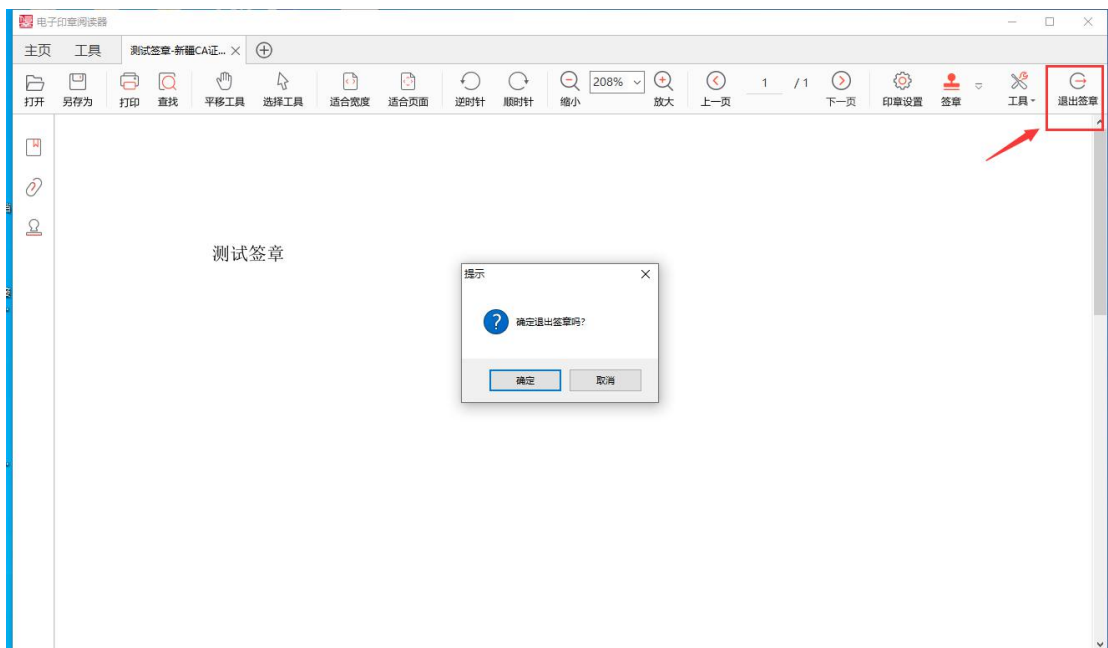 电子印章阅读器
主页 工具 测试签章-新疆CA证...
打开 另存为 打印 查找 平移工具 选择工具 适合宽度 适合页面 逆时针 顺时针 缩小 208% 放大 上一页 1 / 1 下一页 印章设置 签章 工具 退出签章
测试签章
提示
确定退出签章吗?
确定 取消